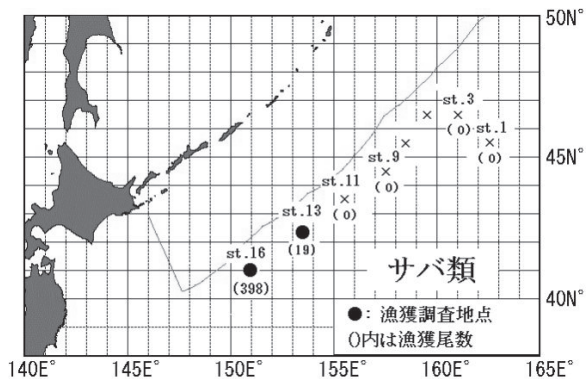 50N°
st.3
(0)
st.1
(0)
45N°
st.9
(0)
st.11
(0)
st.13
(19)
st.16
(398)
サバ類
●: 漁獲調査地点
()内は漁獲尾数
40N°
140E 145E 150E 155E 160E 165E